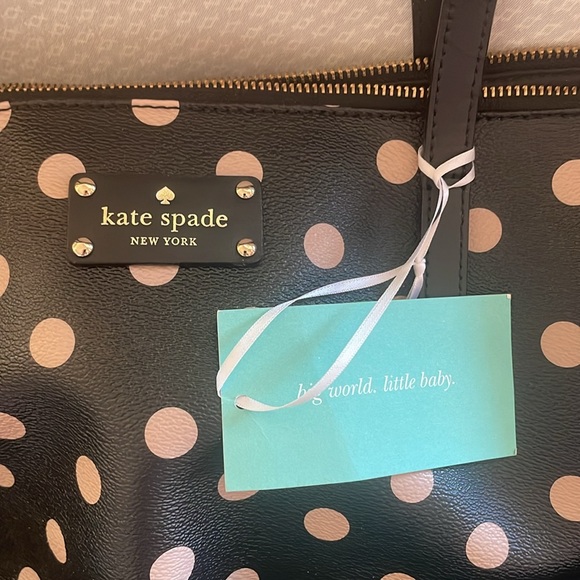 kate spade
NEW YORK
big world. little baby.